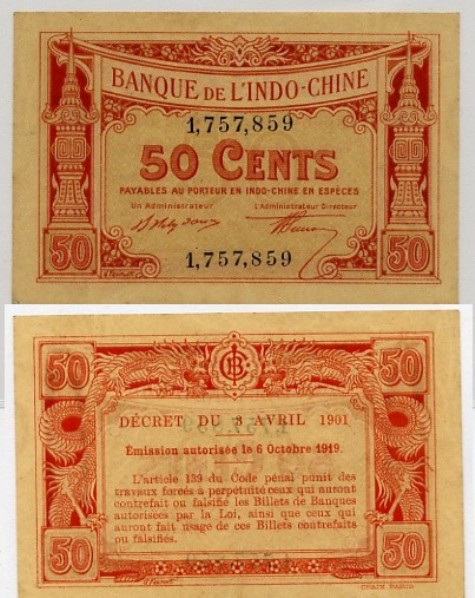 BANQUE DE L'INDO-CHINE
1,757,859
50 CENTS
PAYABLES AU PORTEUR EN INDO-CHINE EN ESPÈCES
Un Administrateur L'Administrateur Directeur
50 50
1,757,859
50 50
DÉCRET DU 3 AVRIL 1901
Émission autorisée le 6 Octobre 1919.
L'article 139 du Code pénal punit des
travaux forcés à perpétuité ceux qui auront
contrefait ou falsifié les Billets de Banques
autorisées par la Loi, ainsi que ceux qui
auront fait usage de ces Billets contrefaits
ou falsifiés.
50 50
CHAIX PARIS